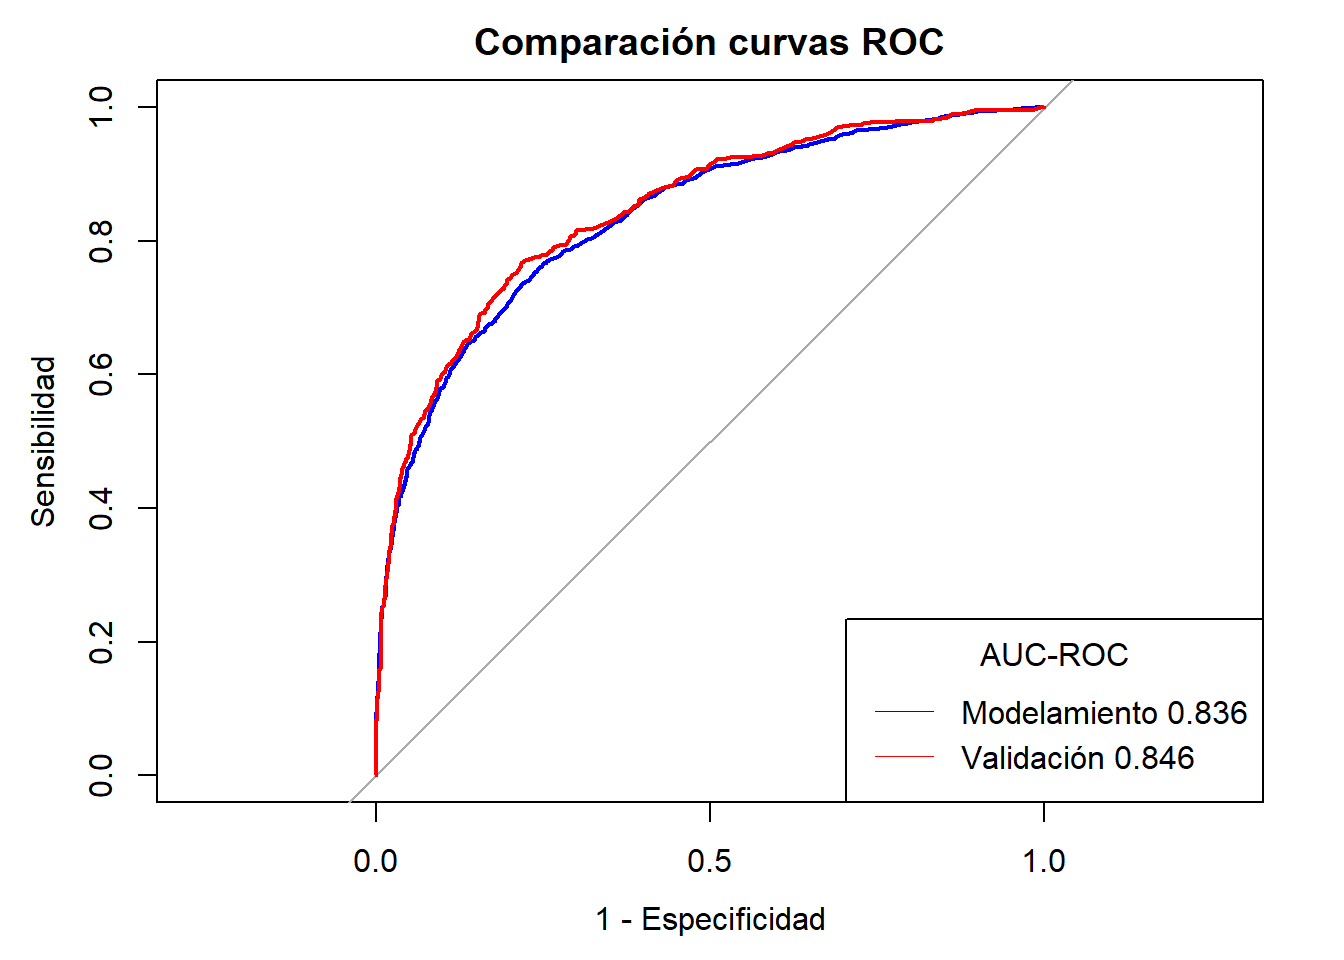 Comparación curvas ROC
1.0
0.8
0.6
0.4
0.2
0.0
Sensibilidad
AUC-ROC
Modelamiento 0.836
Validación 0.846
0.0 0.5 1.0
1 - Especificidad